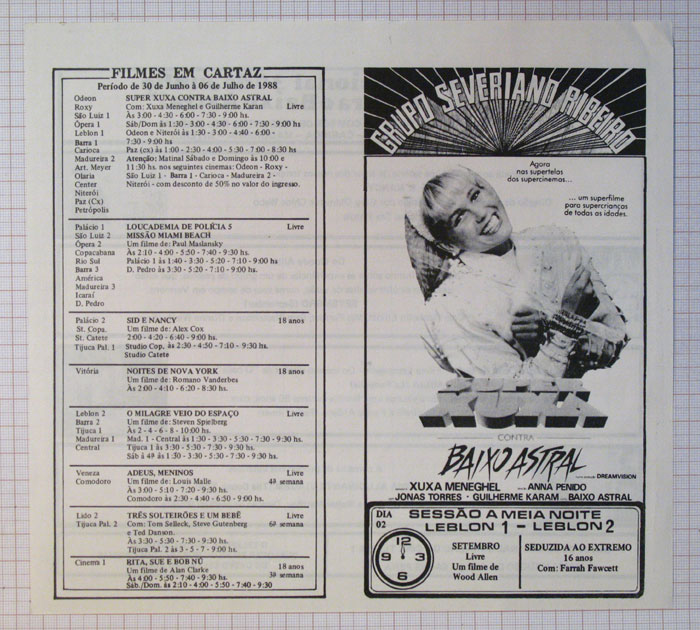 FILMES EM CARTAZ
Período de 30 de Junho à 06 de Julho de 1988
Odeon
Roxy
São Luiz 1
Ópera 1
Leblon 1
Barra 1
Carioca
Madureira 2
Art. Meyer
Olaria
Center
Niterói
Paz (Cx)
Petrópolis
SUPER XUXA CONTRA BAIXO ASTRAL
Com: Xuxa Meneghel e Guilherme Karan Livre
Às 3:00 - 4:30 - 6:00 - 7:30 - 9:00 hs
Sáb/Dom às 1:30 - 3:00 - 4:30 - 6:00 - 7:30 - 9:00 hs
Odeon e Niterói às 1:30 - 3:00 - 4:40 - 6:00 -
7:30 - 9:00 hs
Paz (cx) às 1:00 - 2:30 - 4:00 - 5:30 - 7:00 - 8:30 hs
Atenção: Matinal Sábado e Domingo às 10:00 e
11:30 hs. nos seguintes cinemas: Odeon - Roxy -
São Luiz 1 - Barra 1 - Carioca - Madureira 2 -
Niterói - com desconto de 50% no valor do ingresso.
Palácio 1
São Luiz 2
Ópera 2
Copacabana
Rio Sul
Barra 3
América
Madureira 3
Icaraí
D. Pedro
LOUCADEMIA DE POLÍCIA 5 Livre
MISSÃO MIAMI BEACH
Um filme de: Paul Maslansky
Às 2:10 - 4:00 - 5:50 - 7:40 - 9:30 hs.
Palácio 1 às 1:40 - 3:30 - 5:20 - 7:10 - 9:00 hs
D. Pedro às 3:30 - 5:20 - 7:10 - 9:00 hs.
Palácio 2
St. Copa.
St. Catete
Tijuca Pal. 1
SID E NANCY 18 anos
Um filme de: Alex Cox
2:00 - 4:20 - 6:40 - 9:00 hs.
Studio Cop. às 2:30 - 4:50 - 7:10 - 9:30 hs.
Studio Catete
Vitória
NOITES DE NOVA YORK 18 anos
Um filme de: Romano Vanderbes
Às 2:00 - 4:10 - 6:20 - 8:30 hs.
Leblon 2
Barra 2
Tijuca 1
Madureira 1
Central
O MILAGRE VEIO DO ESPAÇO Livre
Um filme de: Steven Spielberg
Às 2 - 4 - 6 - 8 - 10:00 hs.
Mad. 1 - Central às 1:30 - 3:30 - 5:30 - 7:30 - 9:30 hs.
Tijuca 1 às 3:30 - 5:30 - 7:30 - 9:30 hs.
Sáb à 4ª às 1:30 - 3:30 - 5:30 - 7:30 - 9:30 hs.
Veneza
Comodoro
ADEUS, MENINOS Livre
Um filme de: Louis Malle 4ª semana
Às 3:00 - 5:10 - 7:20 - 9:30 hs.
Comodoro às 2:30 - 4:40 - 6:50 - 9:00 hs
Lido 2
Tijuca Pal. 2
TRÊS SOLTEIRÕES E UM BEBÊ Livre
Com: Tom Selleck, Steve Gutenberg 6ª semana
e Ted Danson.
Às 3:30 - 5:30 - 7:30 - 9:30 hs.
Tijuca Pal. 2 às 3 - 5 - 7 - 9:00 hs.
Cinema 1
RITA, SUE E BOB NÚ 18 anos
Um filme de Alan Clarke 3ª semana
Às 4:00 - 5:50 - 7:40 - 9:30 hs.
Sáb./Dom. às 2:10 - 4:00 - 5:50 - 7:40 - 9:30
GRUPO SEVERIANO RIBEIRO
Agora
nas supertelas
dos supercinemas...
... um superfilme
para supercrianças
de todas as idades.
XUXA
CONTRA
BAIXO ASTRAL
DREAMVISION
XUXA MENEGHEL ANNA PENIDO
JONAS TORRES · GUILHERME KARAM BAIXO ASTRAL
DIA
02
SESSÃO A MEIA NOITE
LEBLON 1 - LEBLON 2
12
9 3
6
SETEMBRO
Livre
Um filme de
Wood Allen
SEDUZIDA AO EXTREMO
16 anos
Com: Farrah Fawcett